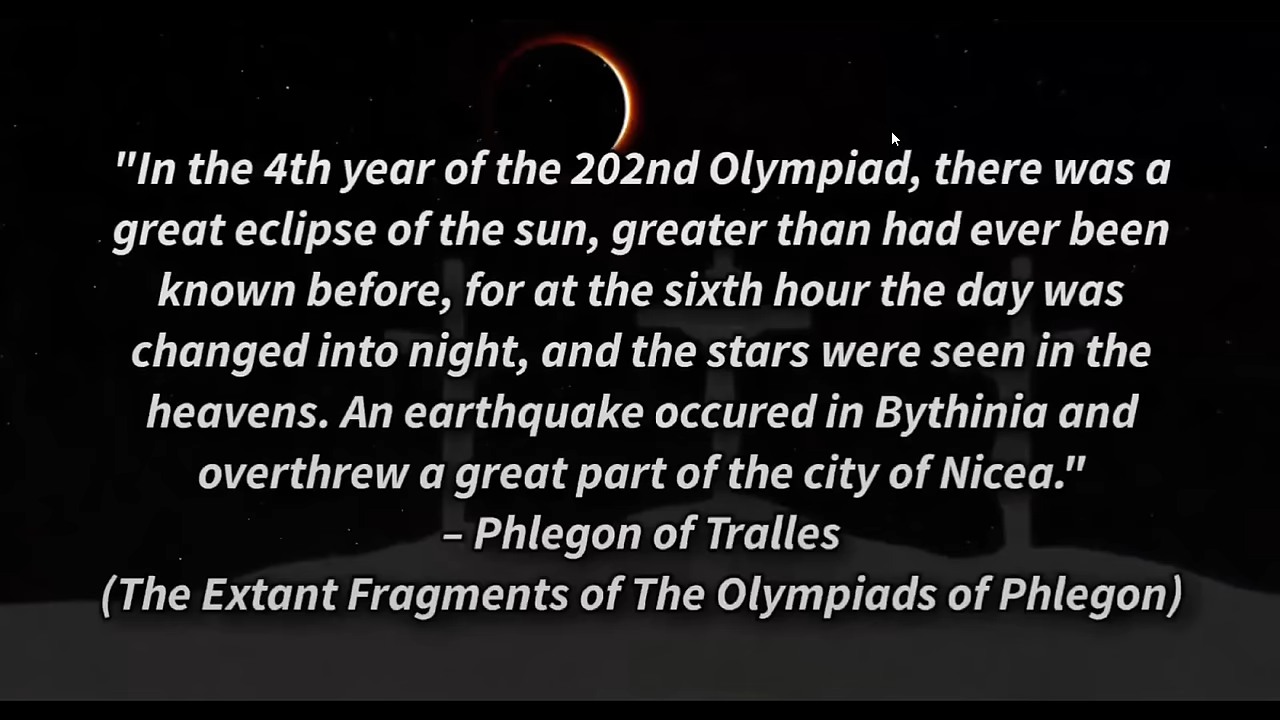 "In the 4th year of the 202nd Olympiad, there was a
great eclipse of the sun, greater than had ever been
known before, for at the sixth hour the day was
changed into night, and the stars were seen in the
heavens. An earthquake occured in Bythinia and
overthrew a great part of the city of Nicea."
– Phlegon of Tralles
(The Extant Fragments of The Olympiads of Phlegon)